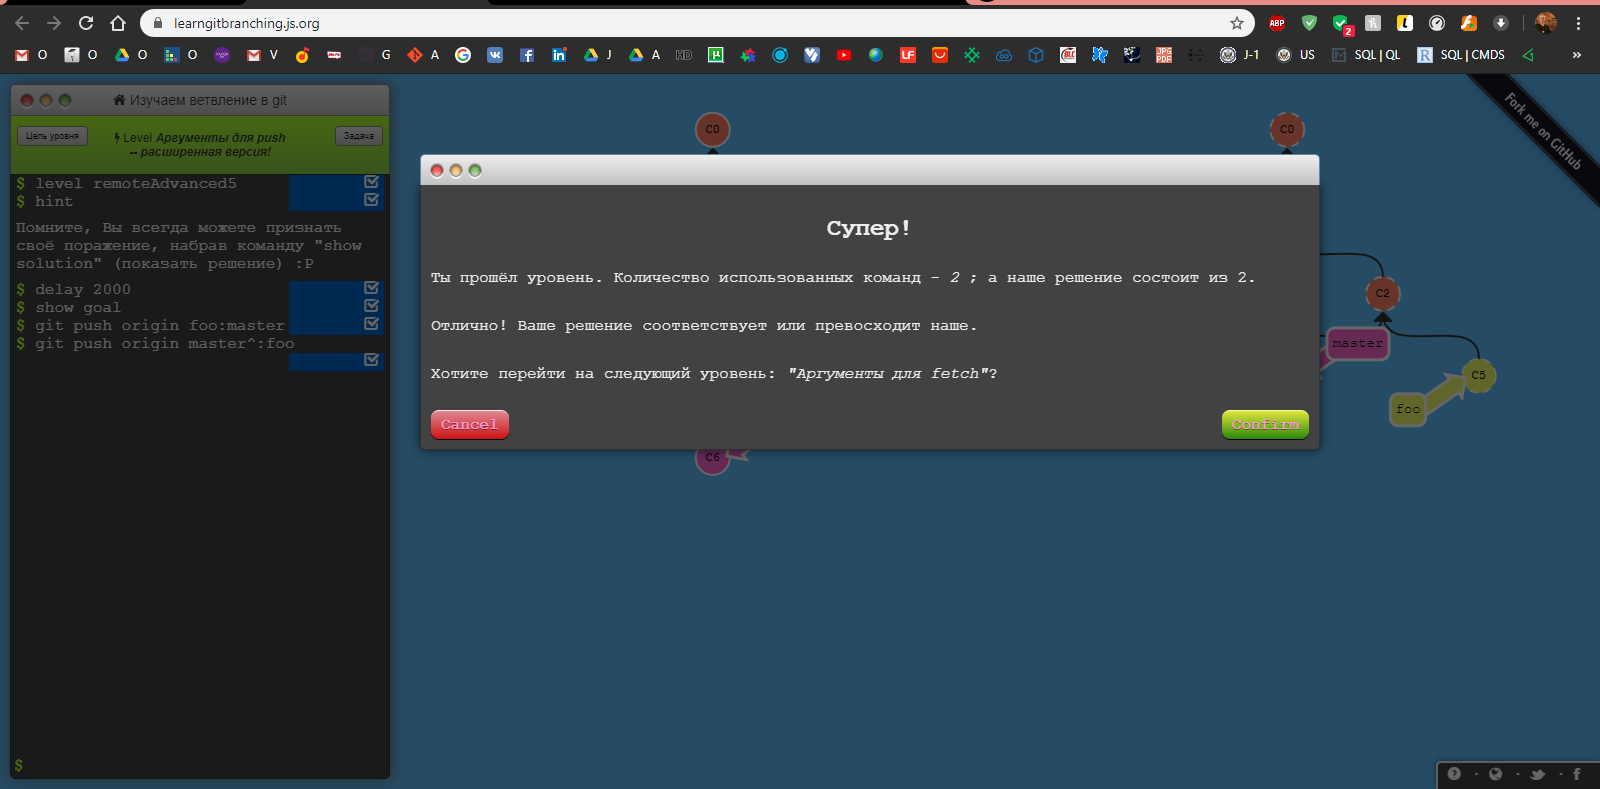 learngitbranching.js.org
ABP
2
O
O
O
O
V
G
A
J
A
HD
J-1
US
SQL | QL
SQL | CMDS
»
Изучаем ветвление в git
Цель уровня
Level Аргументы для push
-- расширенная версия!
Задача
$ level remoteAdvanced5
$ hint
Помните, Вы всегда можете признать
своё поражение, набрав команду "show
solution" (показать решение) :P
$ delay 2000
$ show goal
$ git push origin foo:master
$ git push origin master^:foo
$
C0
C0
Fork me on GitHub
Супер!
Ты прошёл уровень. Количество использованных команд - 2 ; а наше решение состоит из 2.
Отлично! Ваше решение соответствует или превосходит наше.
Хотите перейти на следующий уровень: "Аргументы для fetch"?
Cancel
Confirm
C2
master
C5
foo
C6